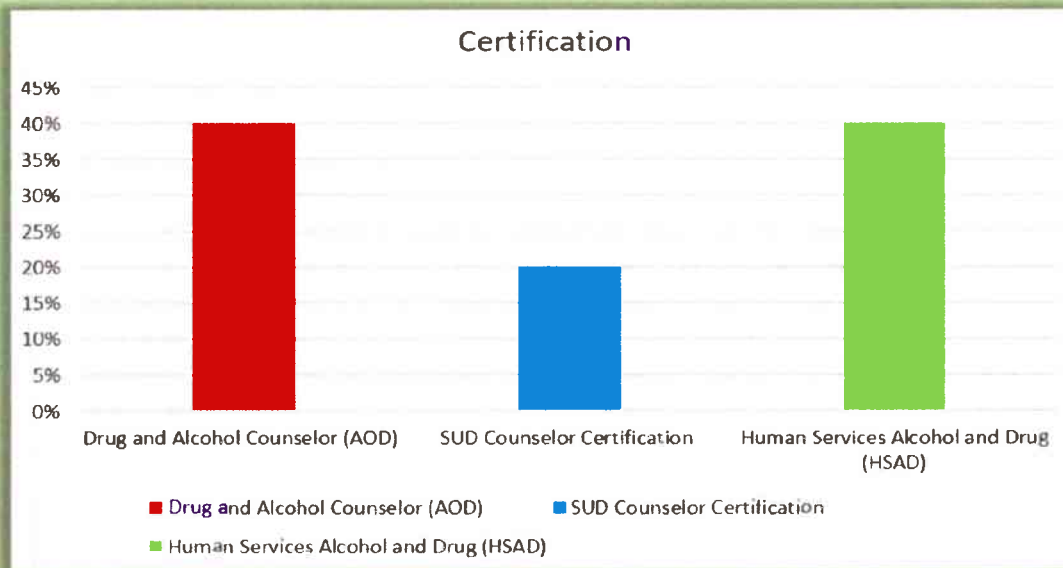 Certification
45%
40%
35%
30%
25%
20%
15%
10%
5%
0%
Drug and Alcohol Counselor (AOD)
SUD Counselor Certification
Human Services Alcohol and Drug
(HSAD)
Drug and Alcohol Counselor (AOD)
SUD Counselor Certification
Human Services Alcohol and Drug (HSAD)